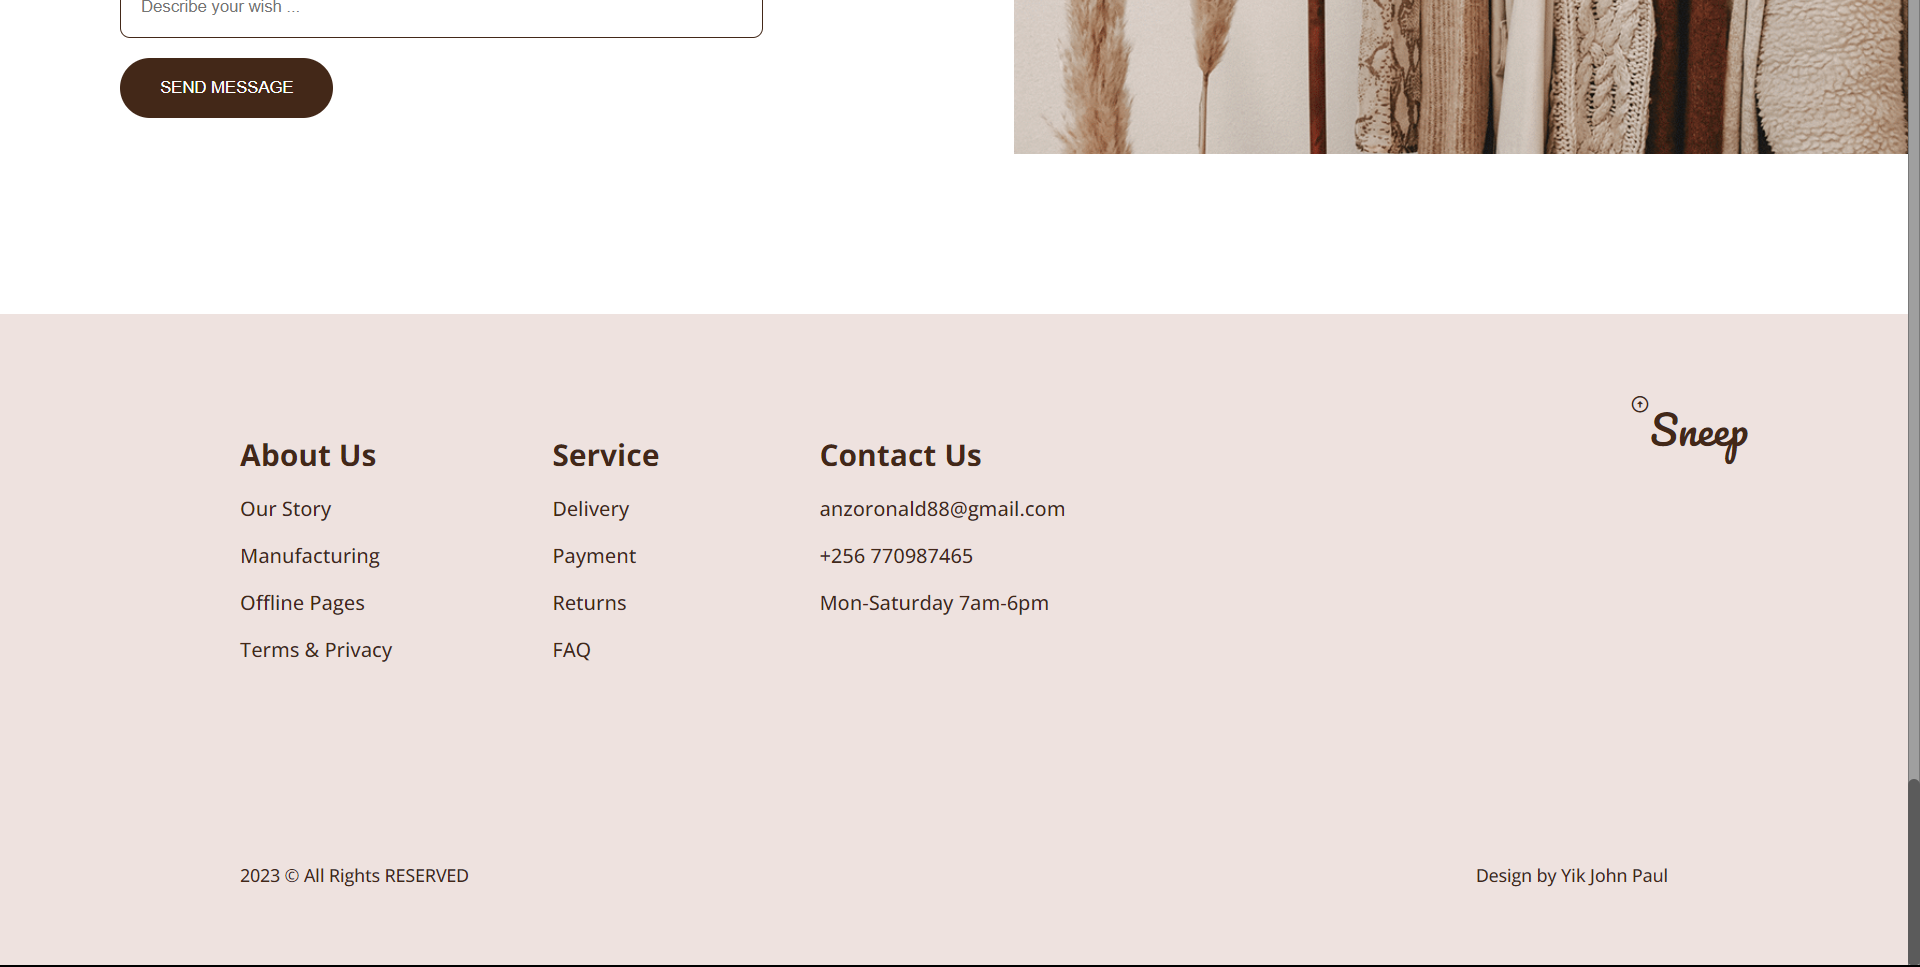 Describe your wish ...
SEND MESSAGE
Sneep
About Us
Our Story
Manufacturing
Offline Pages
Terms & Privacy
Service
Delivery
Payment
Returns
FAQ
Contact Us
anzoronald88@gmail.com
+256 770987465
Mon-Saturday 7am-6pm
2023 © All Rights RESERVED
Design by Yik John Paul